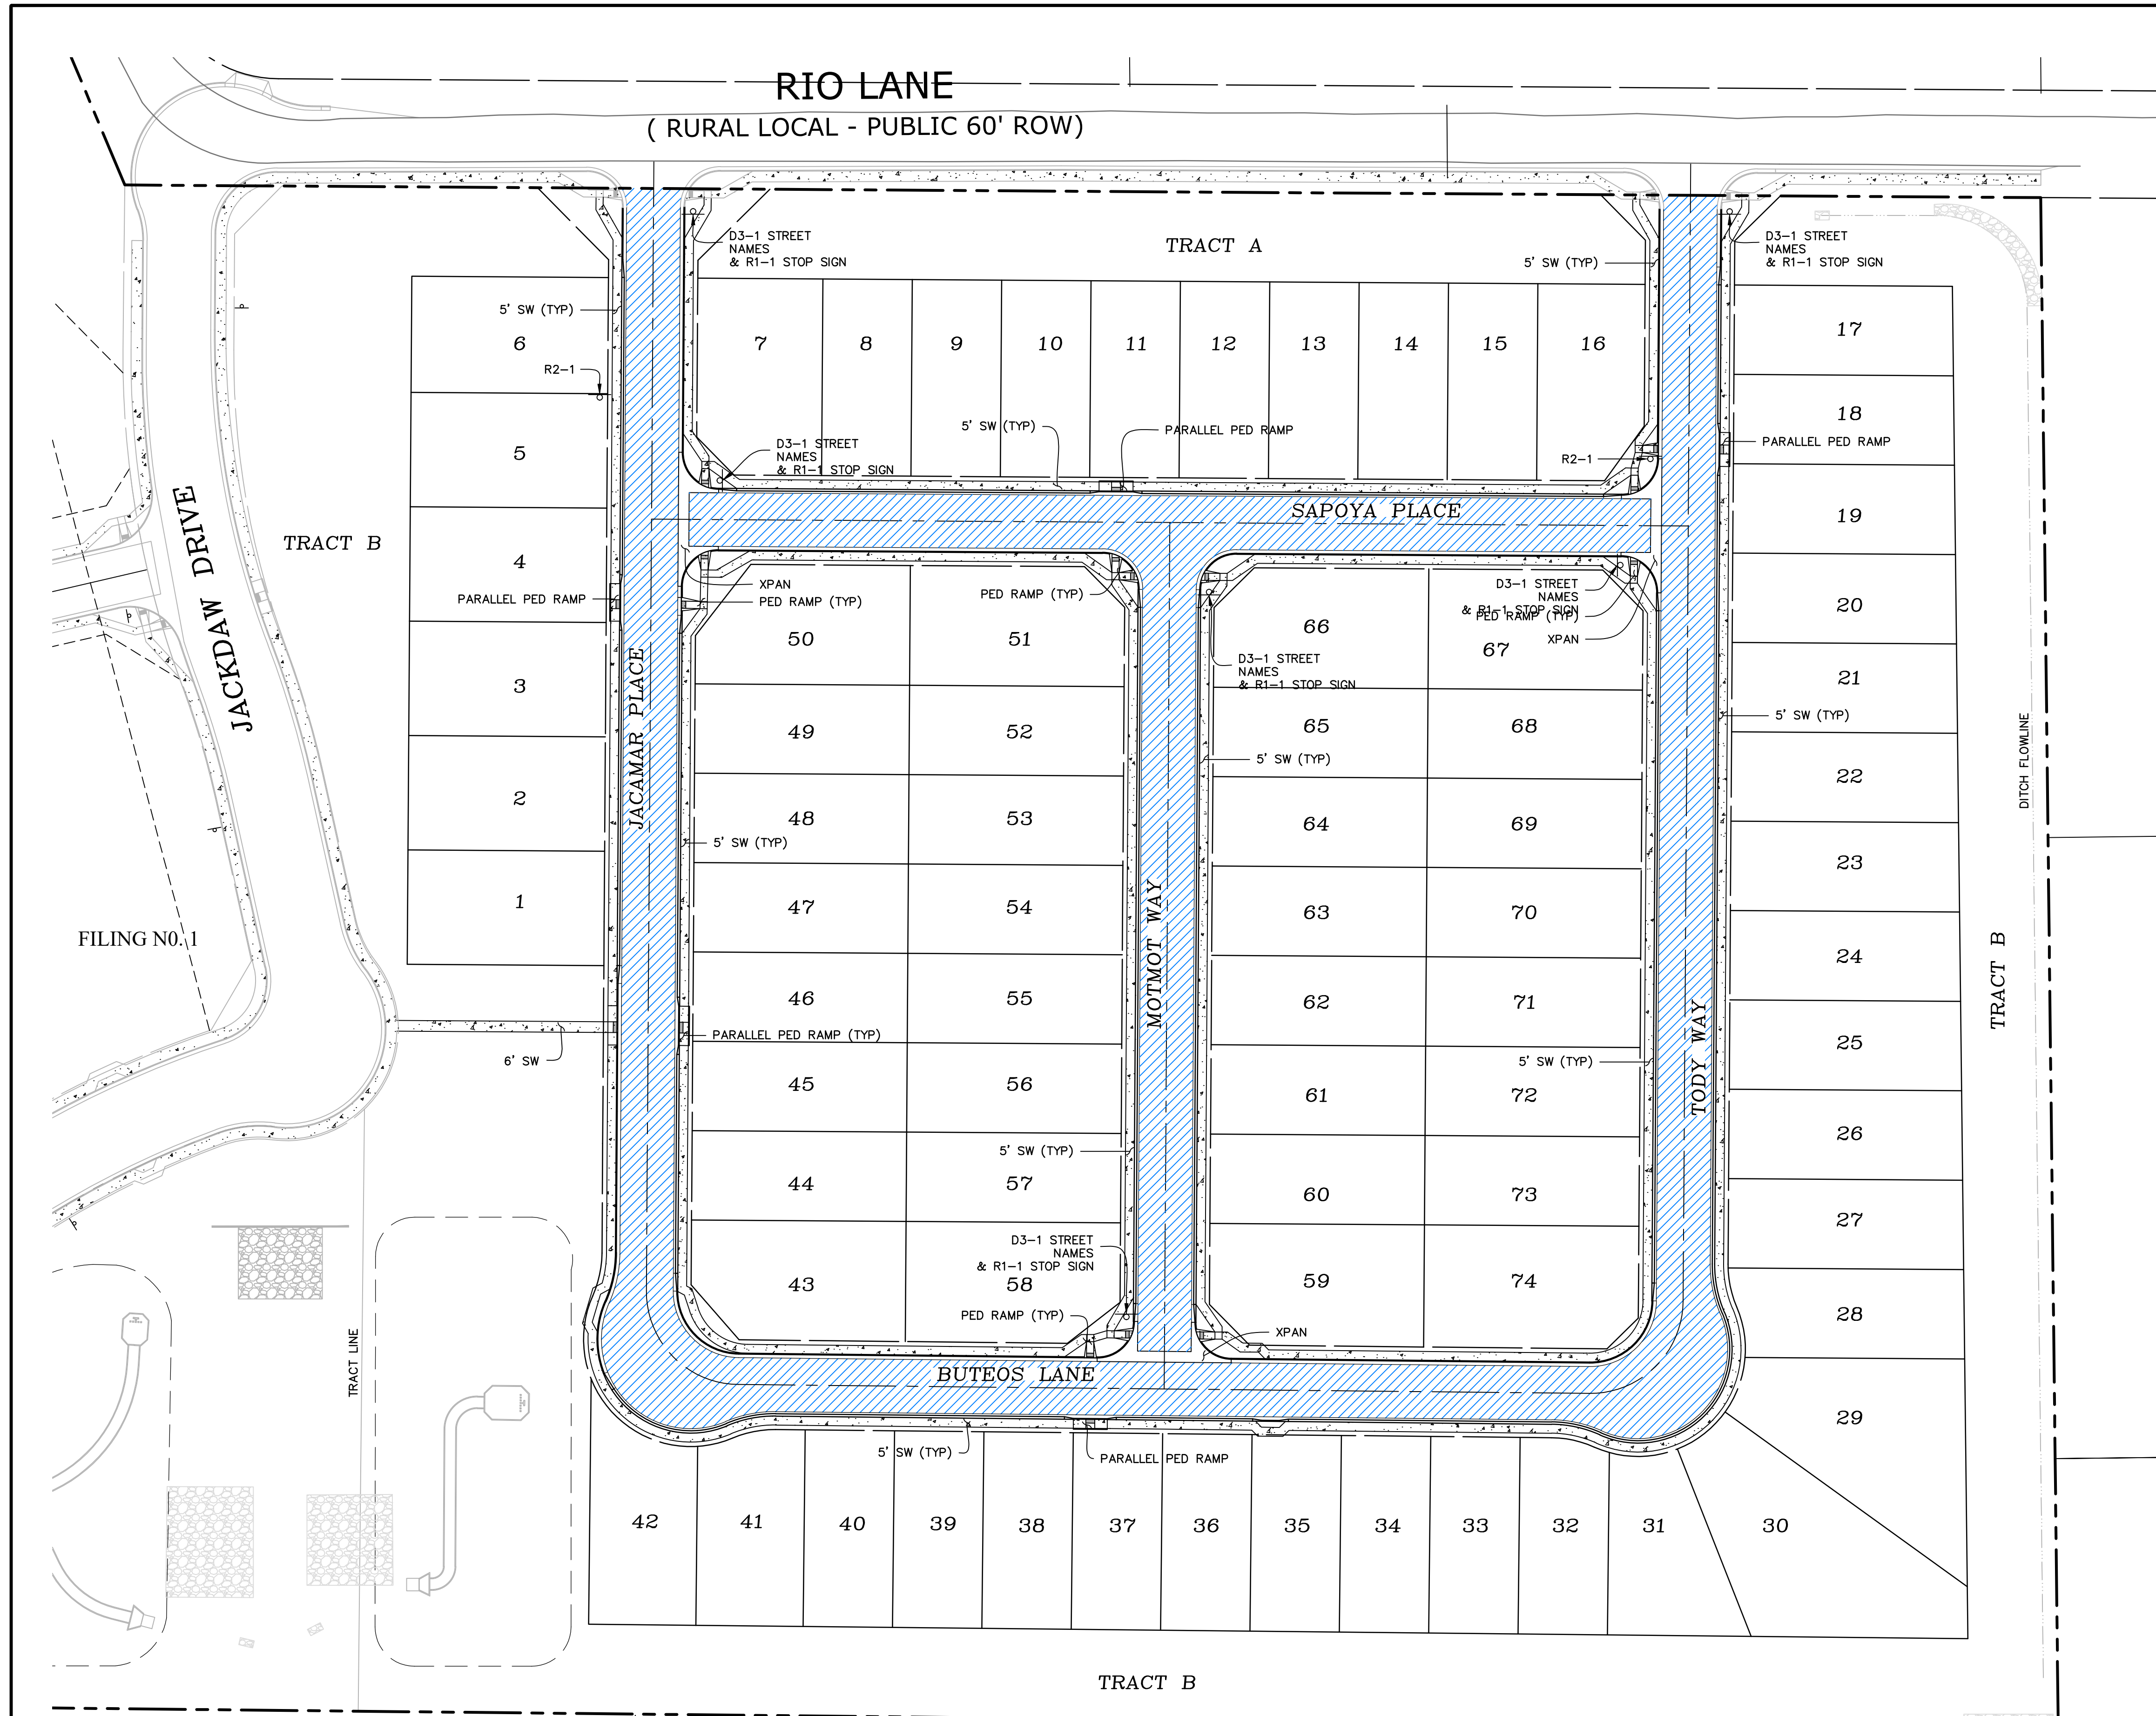 RIO LANE
( RURAL LOCAL - PUBLIC 60' ROW)
D3-1 STREET
NAMES
& R1-1 STOP SIGN
TRACT A
5' SW (TYP)
D3-1 STREET
NAMES
& R1-1 STOP SIGN
5' SW (TYP)
6
7
8
9
10
11
12
13
14
15
16
17
R2-1
5' SW (TYP)
PARALLEL PED RAMP
18
PARALLEL PED RAMP
D3-1 STREET
NAMES
& R1-1 STOP SIGN
R2-1
5
JACKDAW DRIVE
TRACT B
SAPOYA PLACE
19
4
PARALLEL PED RAMP
XPAN
PED RAMP (TYP)
PED RAMP (TYP)
D3-1 STREET
NAMES
& R1-1 STOP SIGN
PED RAMP (TYP)
XPAN
20
50
51
66
67
D3-1 STREET
NAMES
& R1-1 STOP SIGN
21
3
JACAMAR PLACE
5' SW (TYP)
49
52
65
68
5' SW (TYP)
DITCH FLOWLINE
22
2
48
53
64
69
5' SW (TYP)
23
1
47
54
63
70
FILING N0. 1
MOTMOT WAY
24
TRACT B
46
55
62
71
PARALLEL PED RAMP (TYP)
6' SW
25
TODY WAY
5' SW (TYP)
45
56
61
72
26
5' SW (TYP)
44
57
60
73
27
D3-1 STREET
NAMES
& R1-1 STOP SIGN
43
58
59
74
28
PED RAMP (TYP)
XPAN
TRACT LINE
BUTEOS LANE
29
5' SW (TYP)
PARALLEL PED RAMP
42
41
40
39
38
37
36
35
34
33
32
31
30
TRACT B